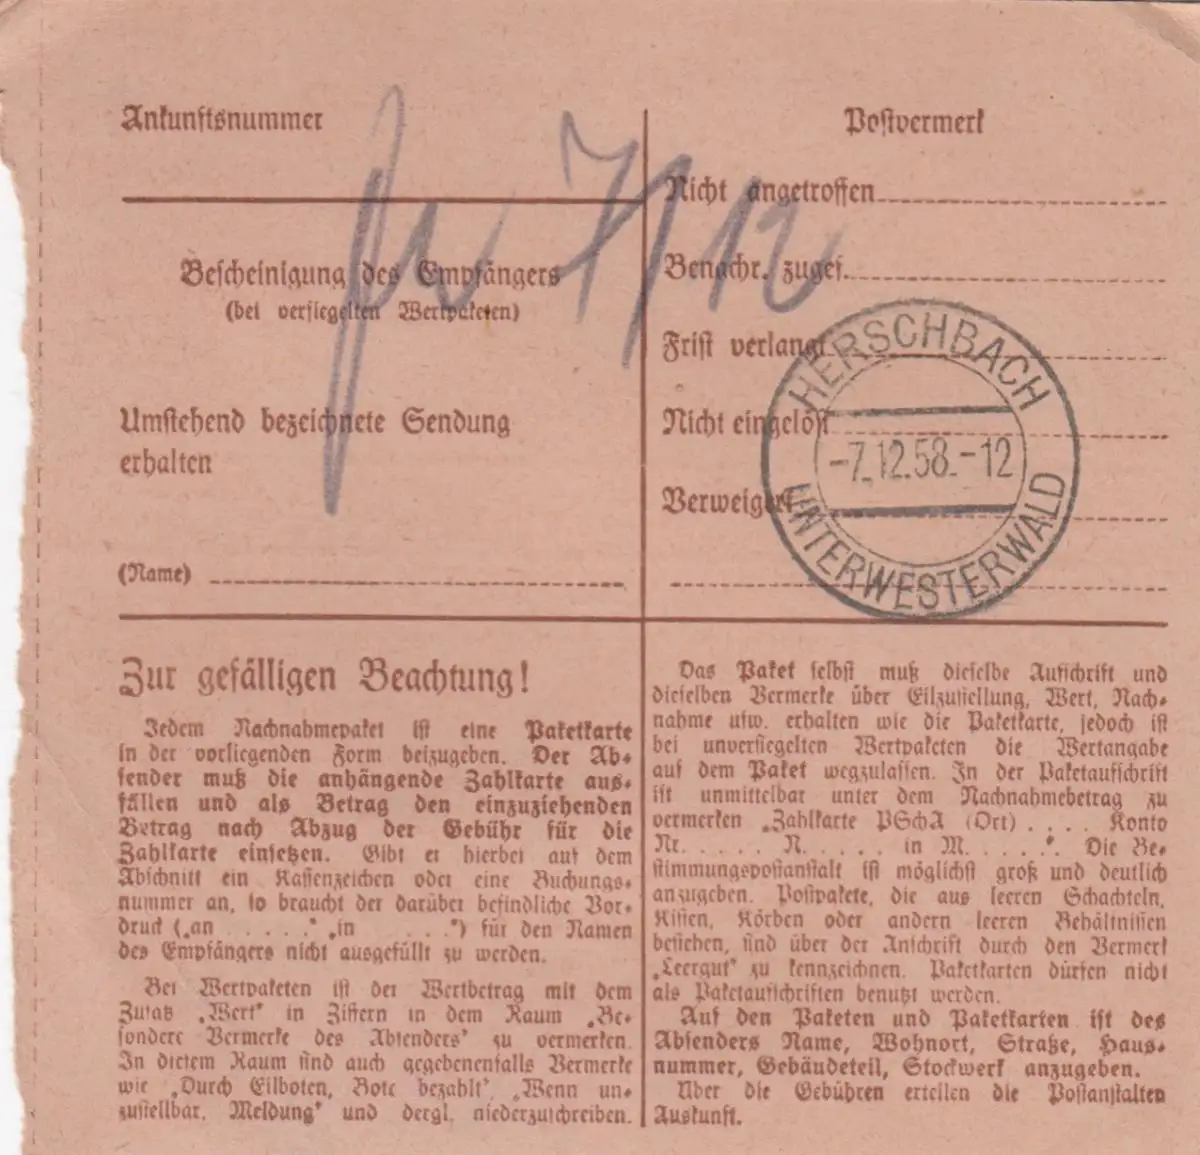 Ankunftsnummer
Bescheinigung des Empfängers
(bei versiegelten Wertpaketen)
Umstehend bezeichnete Sendung
erhalten
(Name)
7/12
Postvermerk
Nicht angetroffen
Benachr. zugest.
Frist verlangt
Nicht eingelöst
Verweigert
HERSCHBACH
-7.12.58.-12
UNTERWESTERWALD
Zur gefälligen Beachtung!
Jedem Nachnahmepaket ist eine Paketkarte
in der vorliegenden Form beizugeben. Der Ab-
sender muß die anhängende Zahlkarte aus-
füllen und als Betrag den einzuziehenden
Betrag nach Abzug der Gebühr für die
Zahlkarte einsetzen. Gibt er hierbei auf dem
Abschnitt ein Kassenzeichen oder eine Buchungs-
nummer an, so braucht der darüber befindliche Vor-
druck („an . . . . . .“ „in . . . . . .“) für den Namen
des Empfängers nicht ausgefüllt zu werden.
Bei Wertpaketen ist der Wertbetrag mit dem
Zusatz „Wert“ in Ziffern in dem Raum „Be-
sondere Vermerke des Absenders“ zu vermerken.
In diesem Raum sind auch gegebenenfalls Vermerke
wie „Durch Eilboten, Bote bezahlt“, „Wenn un-
zustellbar, Meldung“ und dergl. niederzuschreiben.
Das Paket selbst muß dieselbe Aufschrift und
dieselben Vermerke über Eilzustellung, Wert, Nach-
nahme usw. erhalten wie die Paketkarte, jedoch ist
bei unversiegelten Wertpaketen die Wertangabe
auf dem Paket wegzulassen. In der Paketaufschrift
ist unmittelbar unter dem Nachnahmebetrag zu
vermerken „Zahlkarte PSchA (Ort) . . . . Konto
Nr. . . . . . N. . . . . . in M. . . . . .“. Die Be-
stimmungspostanstalt ist möglichst groß und deutlich
anzugeben. Postpakete, die aus leeren Schachteln,
Kisten, Körben oder andern leeren Behältnissen
bestehen, sind über der Anschrift durch den Vermerk
„Leergut“ zu kennzeichnen. Paketkarten dürfen nicht
als Paketaufschriften benutzt werden.
Auf den Paketen und Paketkarten ist des
Absenders Name, Wohnort, Straße, Haus-
nummer, Gebäudeteil, Stockwerk anzugeben.
Über die Gebühren erteilen die Postanstalten
Auskunft.